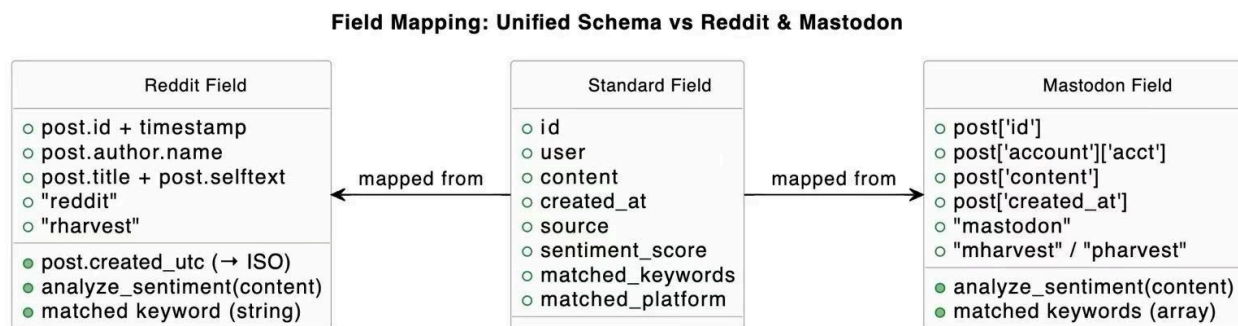 Field Mapping: Unified Schema vs Reddit & Mastodon
Reddit Field
post.id + timestamp
post.author.name
post.title + post.selftext
"reddit"
"rharvest"
post.created_utc (→ ISO)
analyze_sentiment(content)
matched keyword (string)
mapped from
Standard Field
id
user
content
created_at
source
sentiment_score
matched_keywords
matched_platform
mapped from
Mastodon Field
post['id']
post['account']['acct']
post['content']
post['created_at']
"mastodon"
"mharvest" / "pharvest"
analyze_sentiment(content)
matched keywords (array)